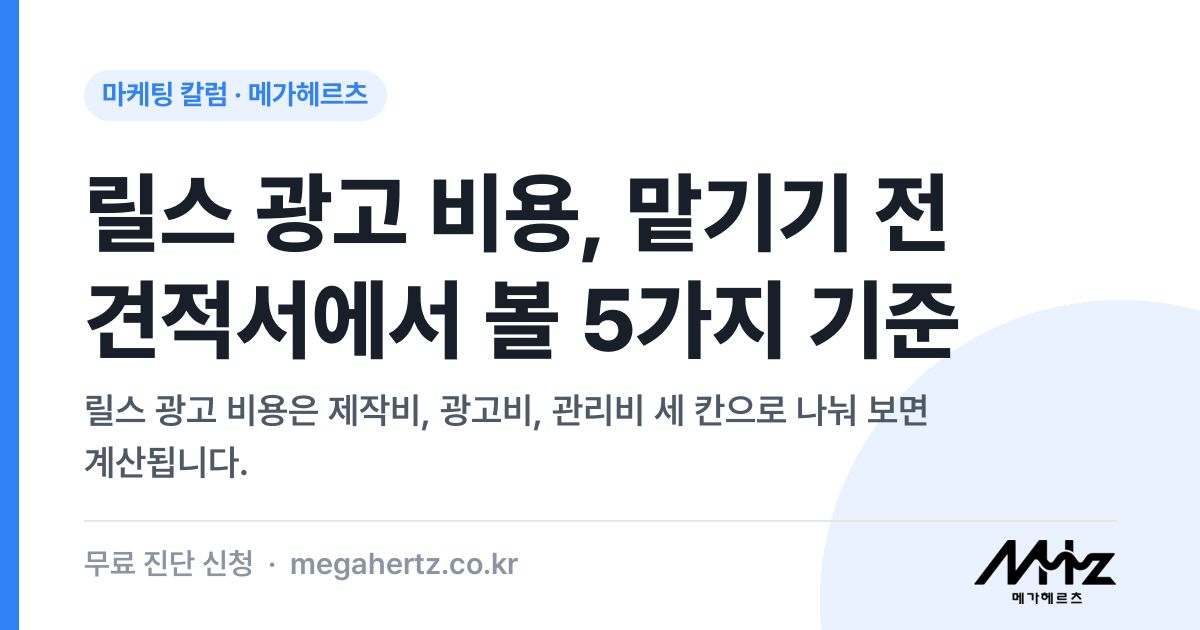 마케팅 칼럼 · 메가헤르츠
릴스 광고 비용, 맡기기 전
견적서에서 볼 5가지 기준
릴스 광고 비용은 제작비, 광고비, 관리비 세 칸으로 나눠 보면
계산됩니다.
무료 진단 신청 · megahertz.co.kr
MHz
메가헤르츠